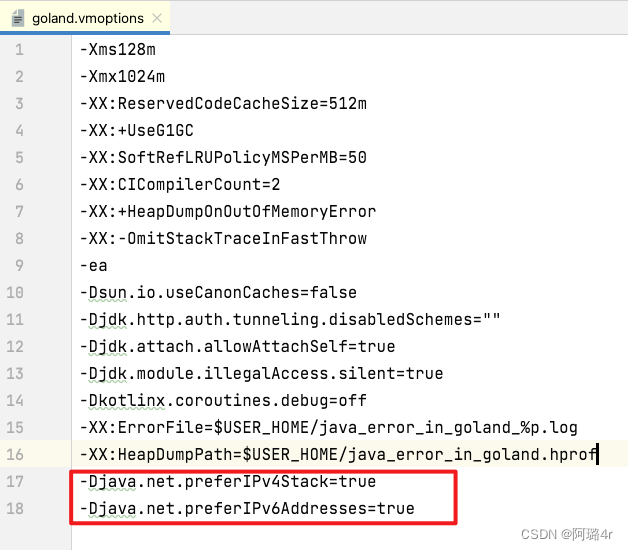 goland.vmoptions
1 -Xms128m
2 -Xmx1024m
3 -XX:ReservedCodeCacheSize=512m
4 -XX:+UseG1GC
5 -XX:SoftRefLRUPolicyMSPerMB=50
6 -XX:CICompilerCount=2
7 -XX:+HeapDumpOnOutOfMemoryError
8 -XX:-OmitStackTraceInFastThrow
9 -ea
10 -Dsun.io.useCanonCaches=false
11 -Djdk.http.auth.tunneling.disabledSchemes=""
12 -Djdk.attach.allowAttachSelf=true
13 -Djdk.module.illegalAccess.silent=true
14 -Dkotlinx.coroutines.debug=off
15 -XX:ErrorFile=$USER_HOME/java_error_in_goland_%p.log
16 -XX:HeapDumpPath=$USER_HOME/java_error_in_goland.hprof
17 -Djava.net.preferIPv4Stack=true
18 -Djava.net.preferIPv6Addresses=true
CSDN @阿璐4r